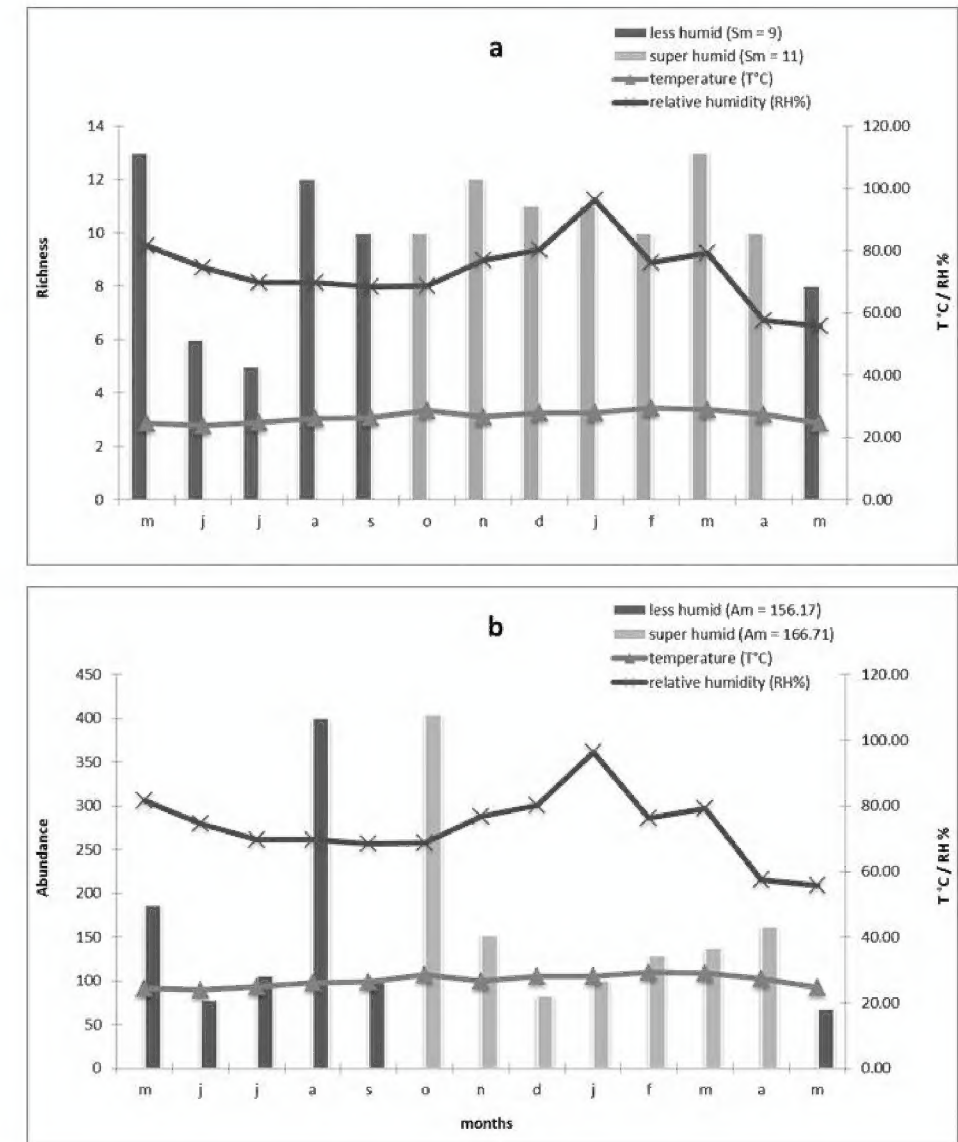 a
less humid (Sm = 9)
super humid (Sm = 11)
temperature (T°C)
relative humidity (RH%)
14
12
10
8
6
4
2
0
Richness
120.00
100.00
80.00
60.00
40.00
20.00
0.00
T °C / RH %
m j j a s o n d j f m a m
b
less humid (Am = 156.17)
super humid (Am = 166.71)
temperature (T°C)
relative humidity (RH%)
450
400
350
300
250
200
150
100
50
0
Abundance
120.00
100.00
80.00
60.00
40.00
20.00
0.00
T °C / RH %
m j j a s o n d j f m a m
months